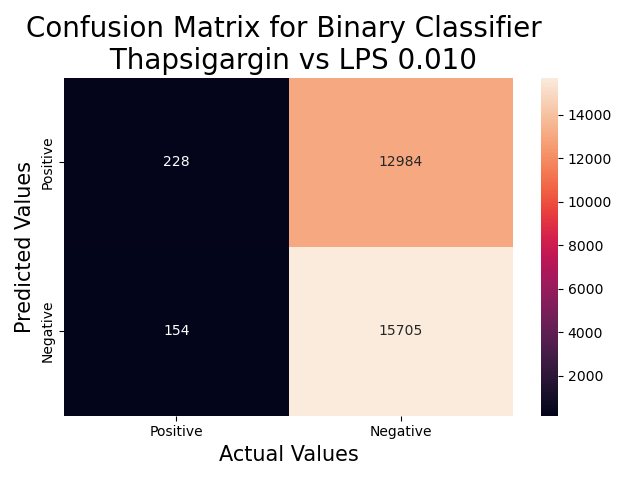 Confusion Matrix for Binary Classifier
Thapsigargin vs LPS 0.010
Predicted Values
Positive
Negative
228
12984
154
15705
Positive
Negative
Actual Values
14000
12000
10000
8000
6000
4000
2000